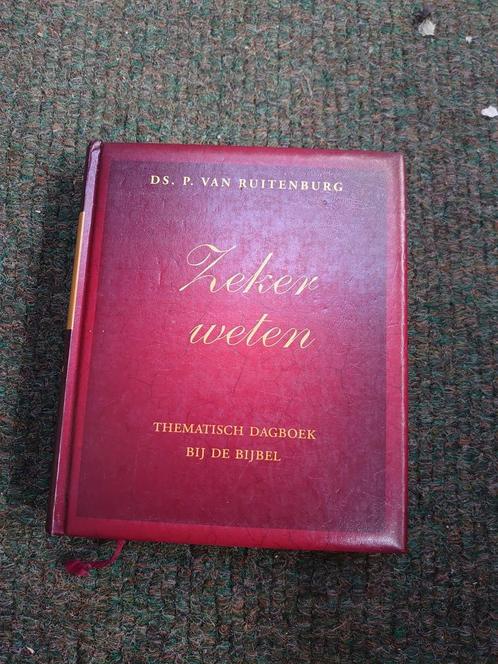 DS. P. VAN RUITENBURG
Zeker
weten
THEMATISCH DAGBOEK
BIJ DE BIJBEL